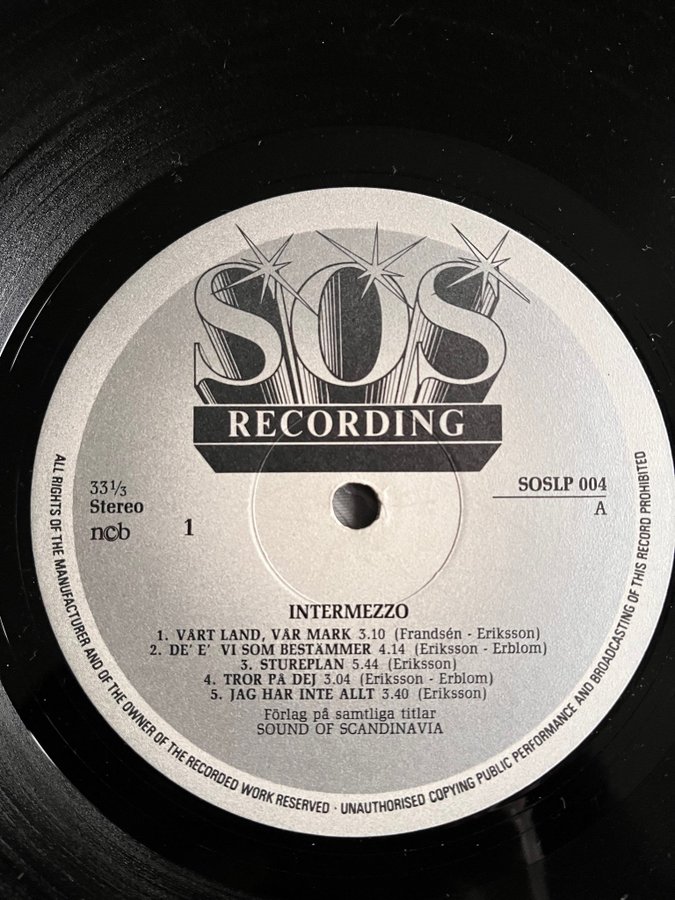 SOS
RECORDING
33 1/3
Stereo
ncb
1
SOSLP 004
A
INTERMEZZO
1. VÅRT LAND, VÅR MARK 3.10 (Frandsén - Eriksson)
2. DE' E' VI SOM BESTÄMMER 4.14 (Eriksson - Erblom)
3. STUREPLAN 5.44 (Eriksson)
4. TROR PÅ DEJ 3.04 (Eriksson - Erblom)
5. JAG HAR INTE ALLT 3.40 (Eriksson)
Förlag på samtliga titlar
SOUND OF SCANDINAVIA
ALL RIGHTS OF THE MANUFACTURER AND OF THE OWNER OF THE RECORDED WORK RESERVED · UNAUTHORISED COPYING PUBLIC PERFORMANCE AND BROADCASTING OF THIS RECORD PROHIBITED